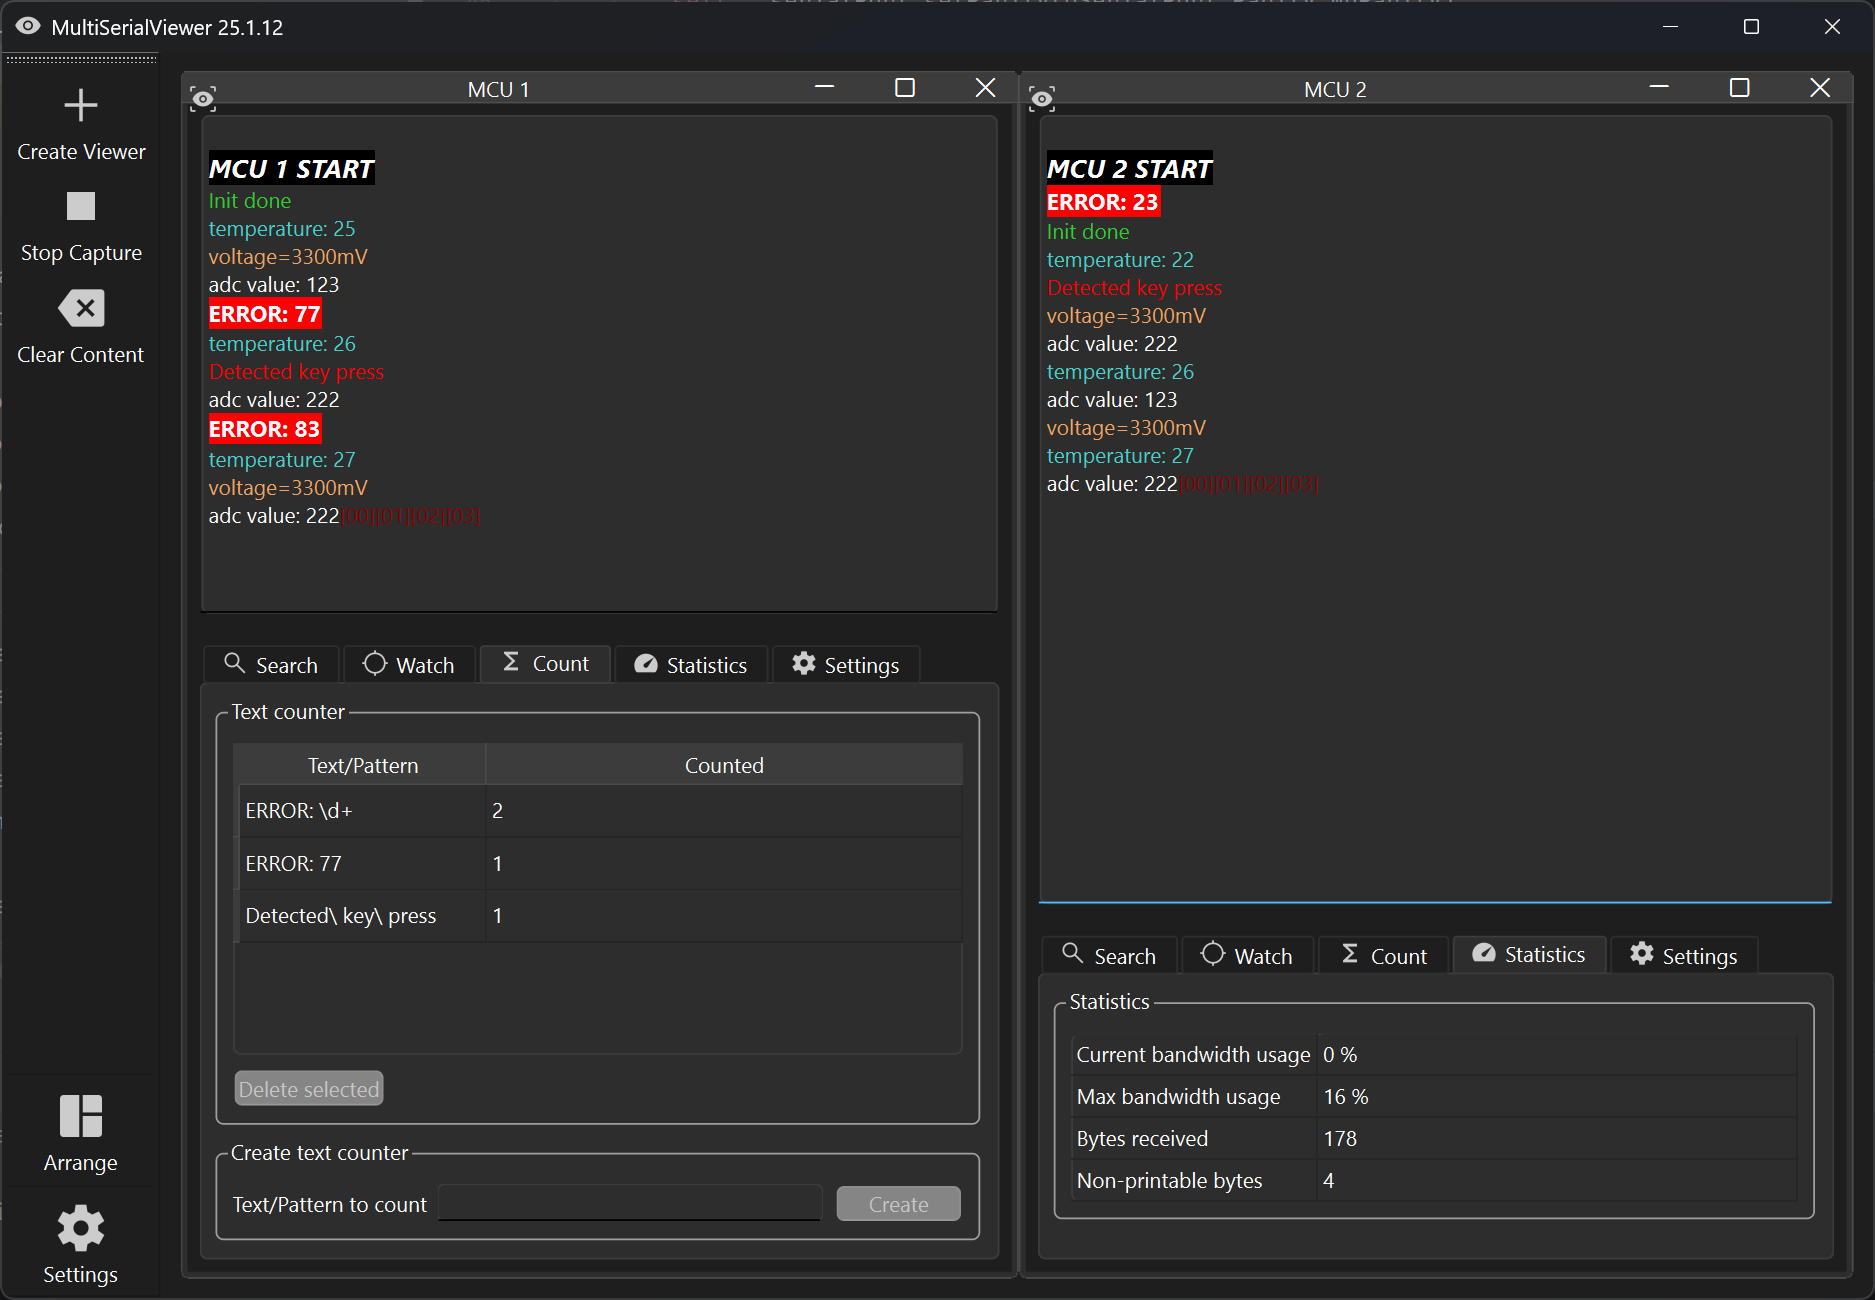 MultiSerialViewer 25.1.12
Create Viewer
Stop Capture
Clear Content
Arrange
Settings
MCU 1
MCU 1 START
Init done
temperature: 25
voltage=3300mV
adc value: 123
ERROR: 77
temperature: 26
Detected key press
adc value: 222
ERROR: 83
temperature: 27
voltage=3300mV
adc value: 222[00][01][02][03]
Search
Watch
Count
Statistics
Settings
Text counter
Text/Pattern Counted
ERROR: \d+ 2
ERROR: 77 1
Detected\ key\ press 1
Delete selected
Create text counter
Text/Pattern to count
Create
MCU 2
MCU 2 START
ERROR: 23
Init done
temperature: 22
Detected key press
voltage=3300mV
adc value: 222
temperature: 26
adc value: 123
voltage=3300mV
temperature: 27
adc value: 222[00][01][02][03]
Search
Watch
Count
Statistics
Settings
Statistics
Current bandwidth usage 0 %
Max bandwidth usage 16 %
Bytes received 178
Non-printable bytes 4